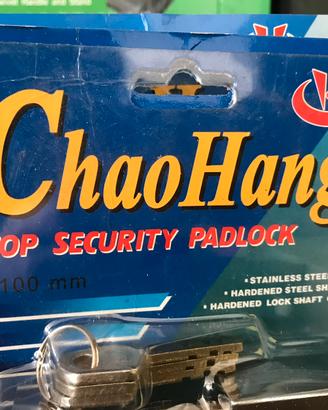 ChaoHang
OP SECURITY PADLOCK
100 mm
•STAINLESS STEE
• HARDENED STEEL SH
• HARDENED LOCK SHAFT